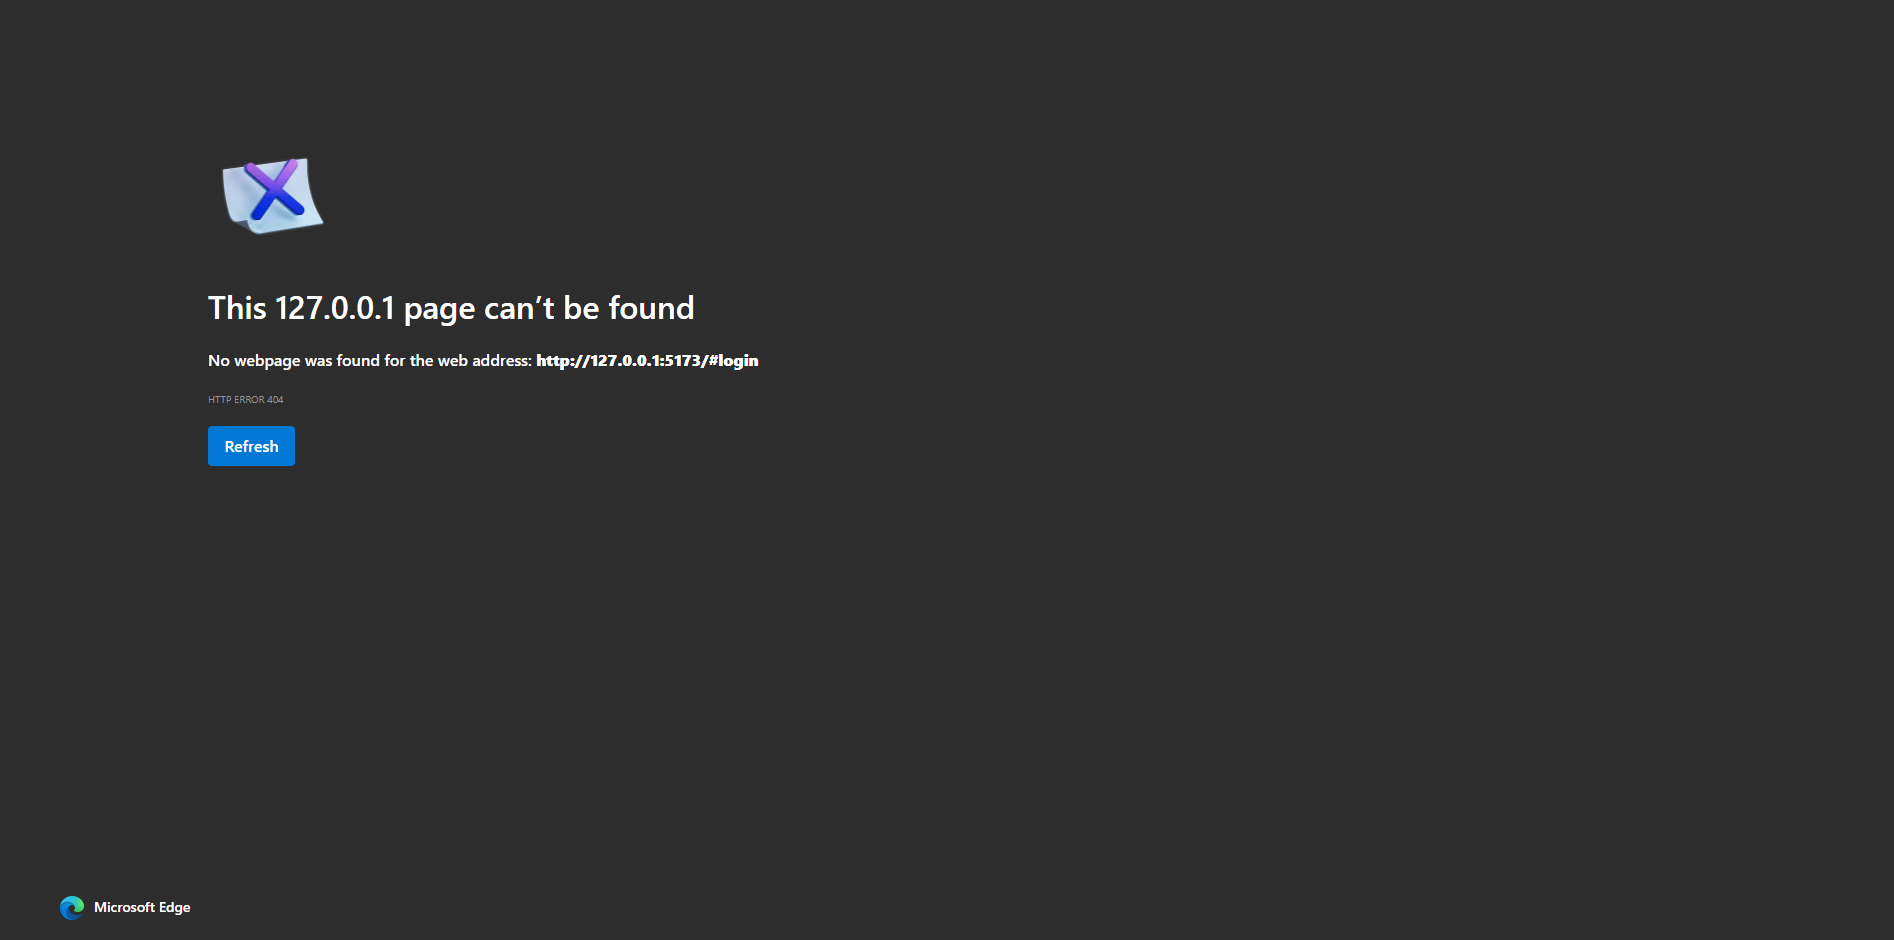 This 127.0.0.1 page can’t be found
No webpage was found for the web address: http://127.0.0.1:5173/#login
HTTP ERROR 404
Refresh
Microsoft Edge